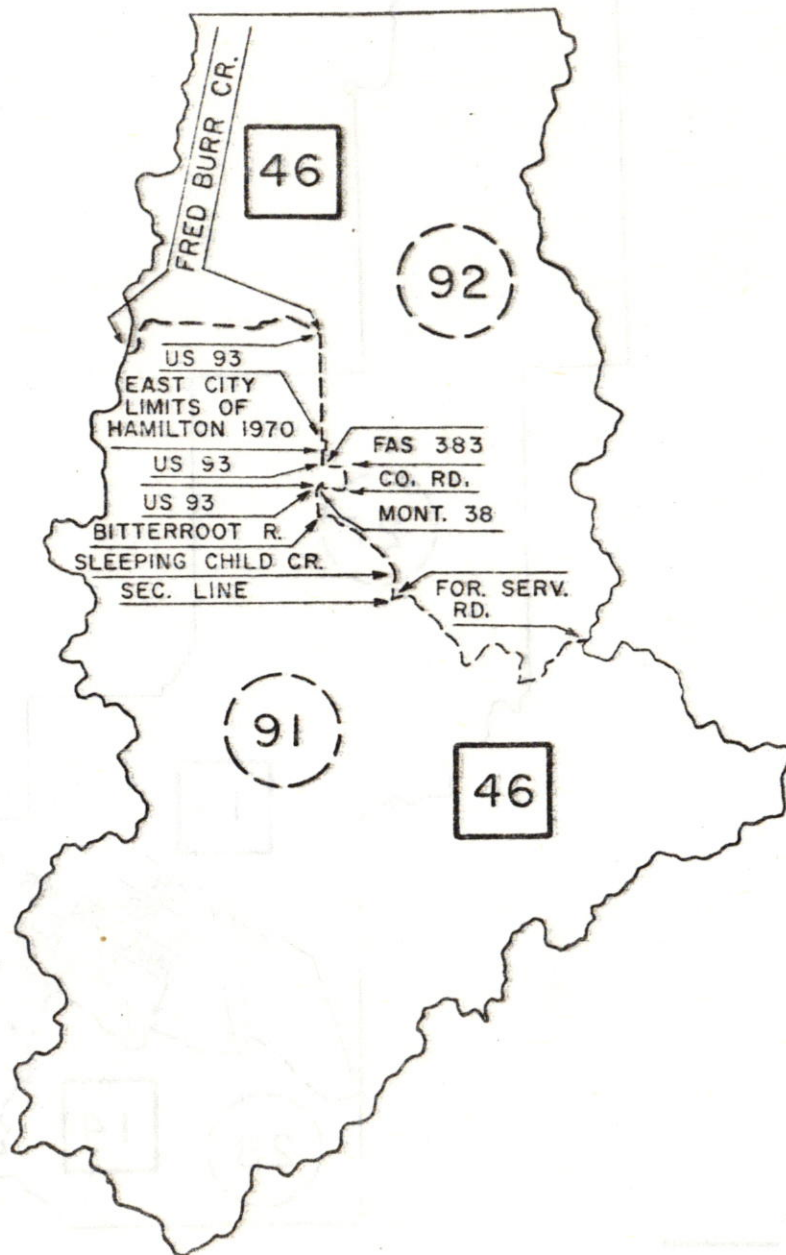 FRED BURR CR.
46
92
US 93
EAST CITY
LIMITS OF
HAMILTON 1970
FAS 383
US 93
CO. RD.
US 93
MONT. 38
BITTERROOT R.
SLEEPING CHILD CR.
SEC. LINE
FOR. SERV.
RD.
91
46